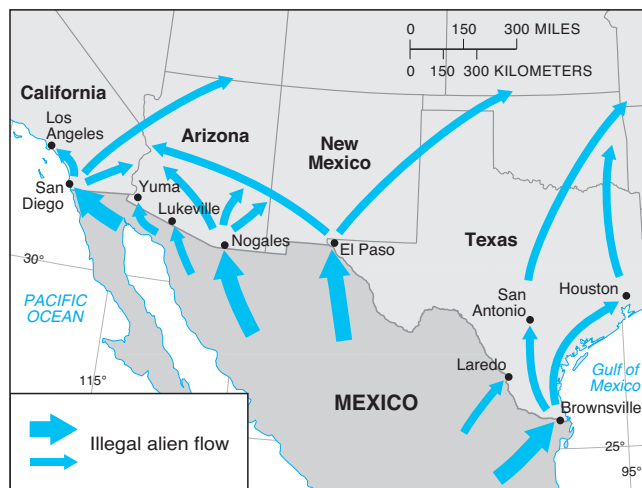 0 150 300 MILES
0 150 300 KILOMETERS
California
Los
Angeles
Arizona
New
Mexico
San
Diego
Yuma
Lukeville
Nogales
El Paso
Texas
30°
PACIFIC
OCEAN
San
Antonio
Houston
Laredo
Gulf of
Mexico
115°
MEXICO
Brownsville
Illegal alien flow
25°
95°